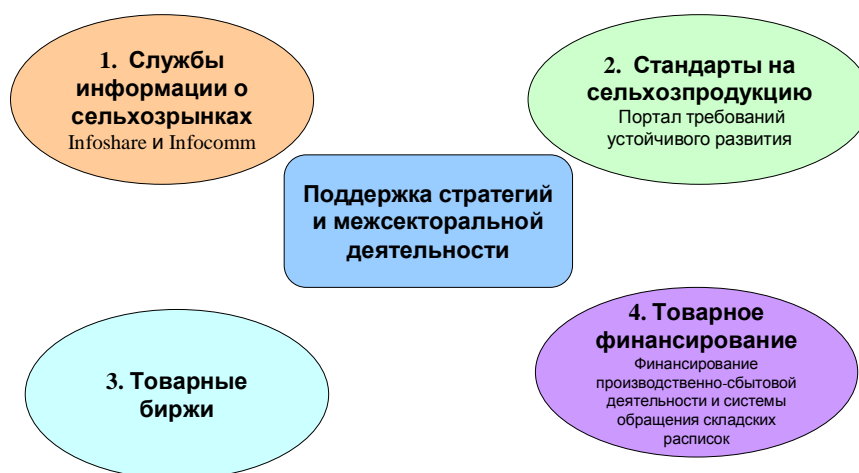 1. Службы
информации о
сельхозрынках
Infoshare и Infocomm
2. Стандарты на
сельхозпродукцию
Портал требований
устойчивого развития
Поддержка стратегий
и межсекторальной
деятельности
3. Товарные
биржи
4. Товарное
финансирование
Финансирование
производственно-сбытовой
деятельности и системы
обращения складских
расписок